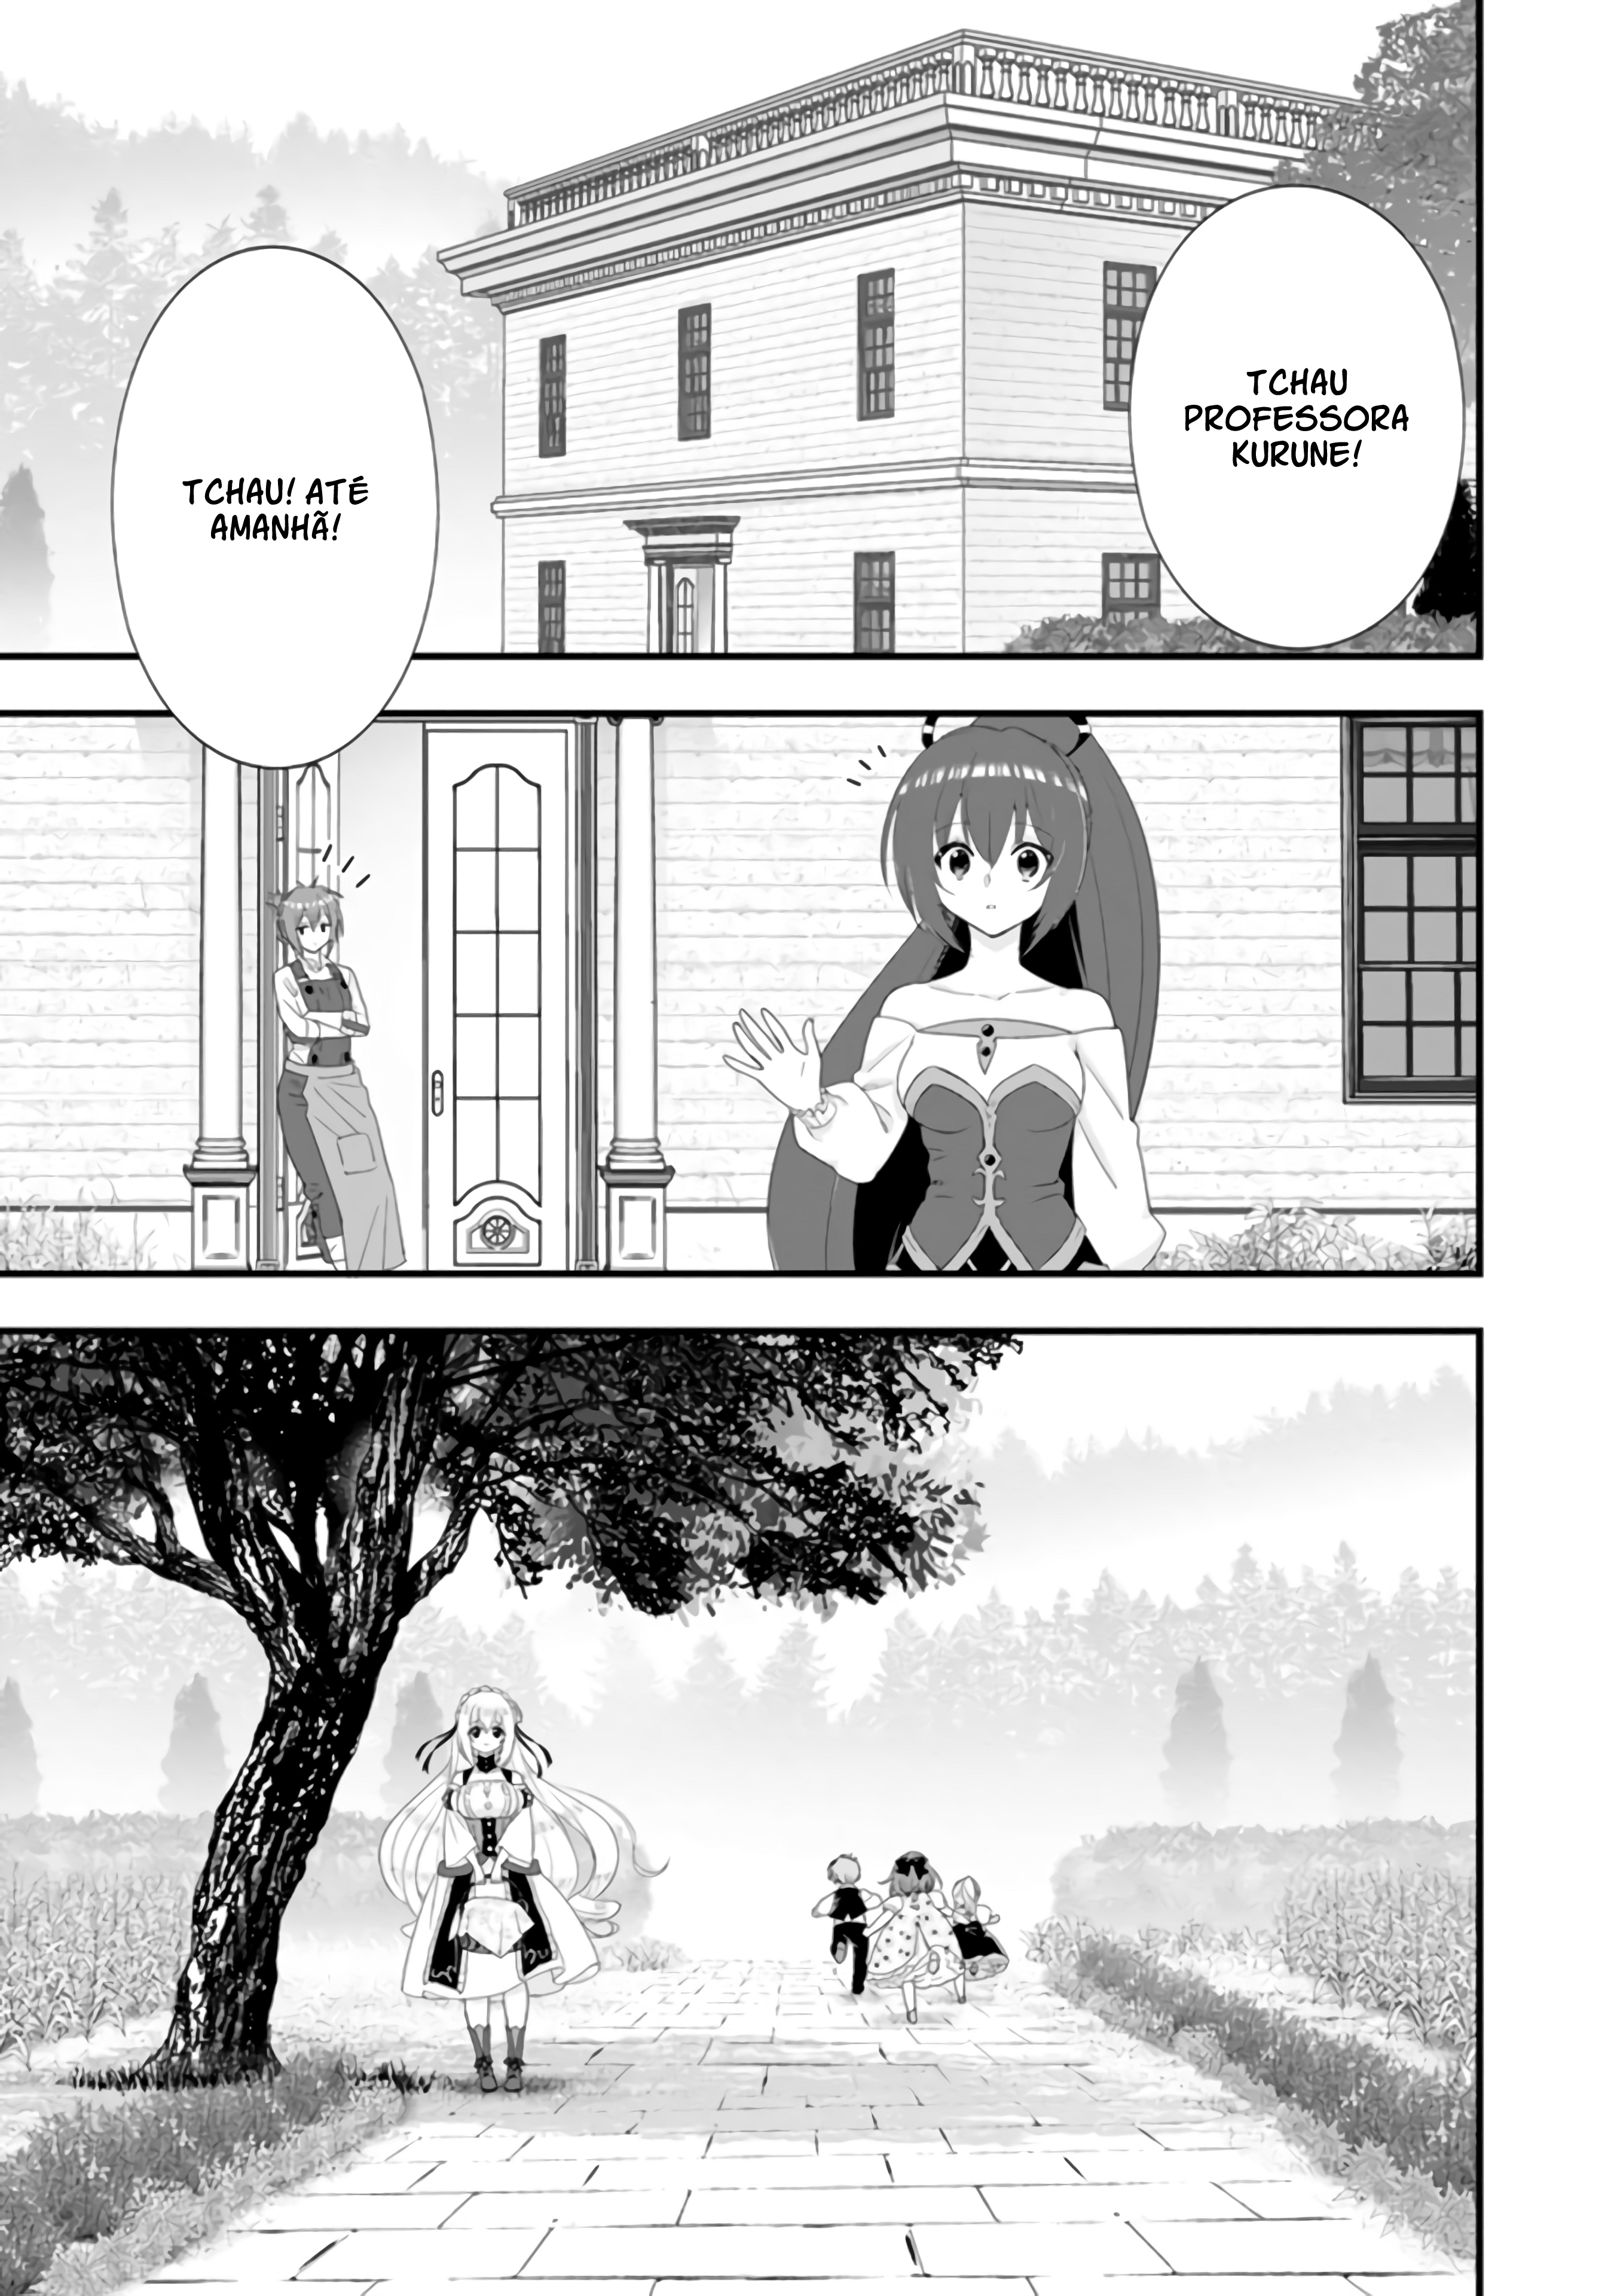 TCHAU
PROFESSORA
KURUNE!
TCHAU! ATÉ
AMANHÃ!